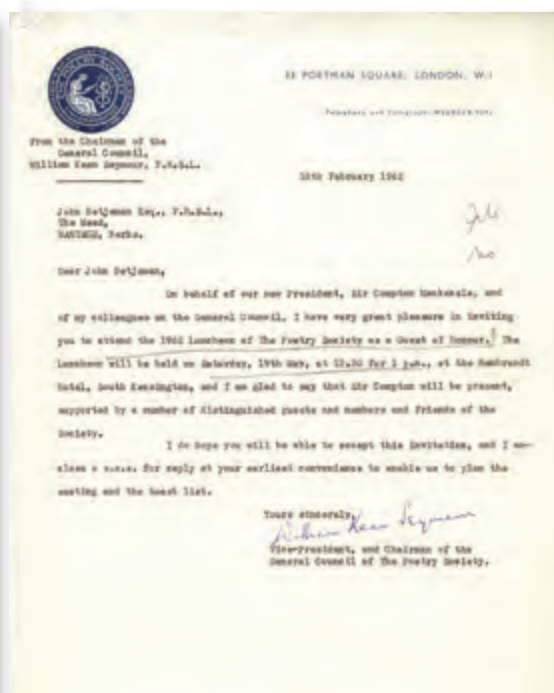 THE POETRY SOCIETY
33 PORTMAN SQUARE, LONDON, W.1
From the Chairman of the
General Council,
William Kean Seymour, F.R.S.L.
February 1962
John Betjeman Esq., F.R.S.L.,
The Mead,
WANTAGE, Berks.
no
Dear John Betjeman,
On behalf of our new President, Sir Compton Mackenzie, and
of my colleagues on the General Council, I have very great pleasure in inviting
you to attend the 1962 Luncheon of The Poetry Society as a Guest of Honour. The
Luncheon will be held on Saturday, 19th May, at 12.30 for 1 p.m., at the Rembrandt
Hotel, South Kensington, and I am glad to say that Sir Compton will be present,
supported by a number of distinguished guests and members and friends of the
Society.
I do hope you will be able to accept this invitation, and I en-
close a s.a.e. for reply at your earliest convenience to enable us to plan the
seating and the toast list.
Yours sincerely,
William Kean Seymour
Vice-President, and Chairman of the
General Council of The Poetry Society.